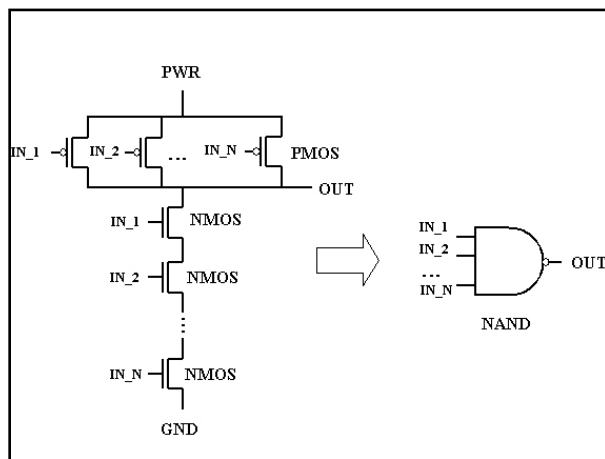 PWR
IN_1
IN_2
...
IN_N
PMOS
OUT
IN_1
NMOS
IN_2
NMOS
IN_N
NMOS
GND
IN_1
IN_2
...
IN_N
OUT
NAND